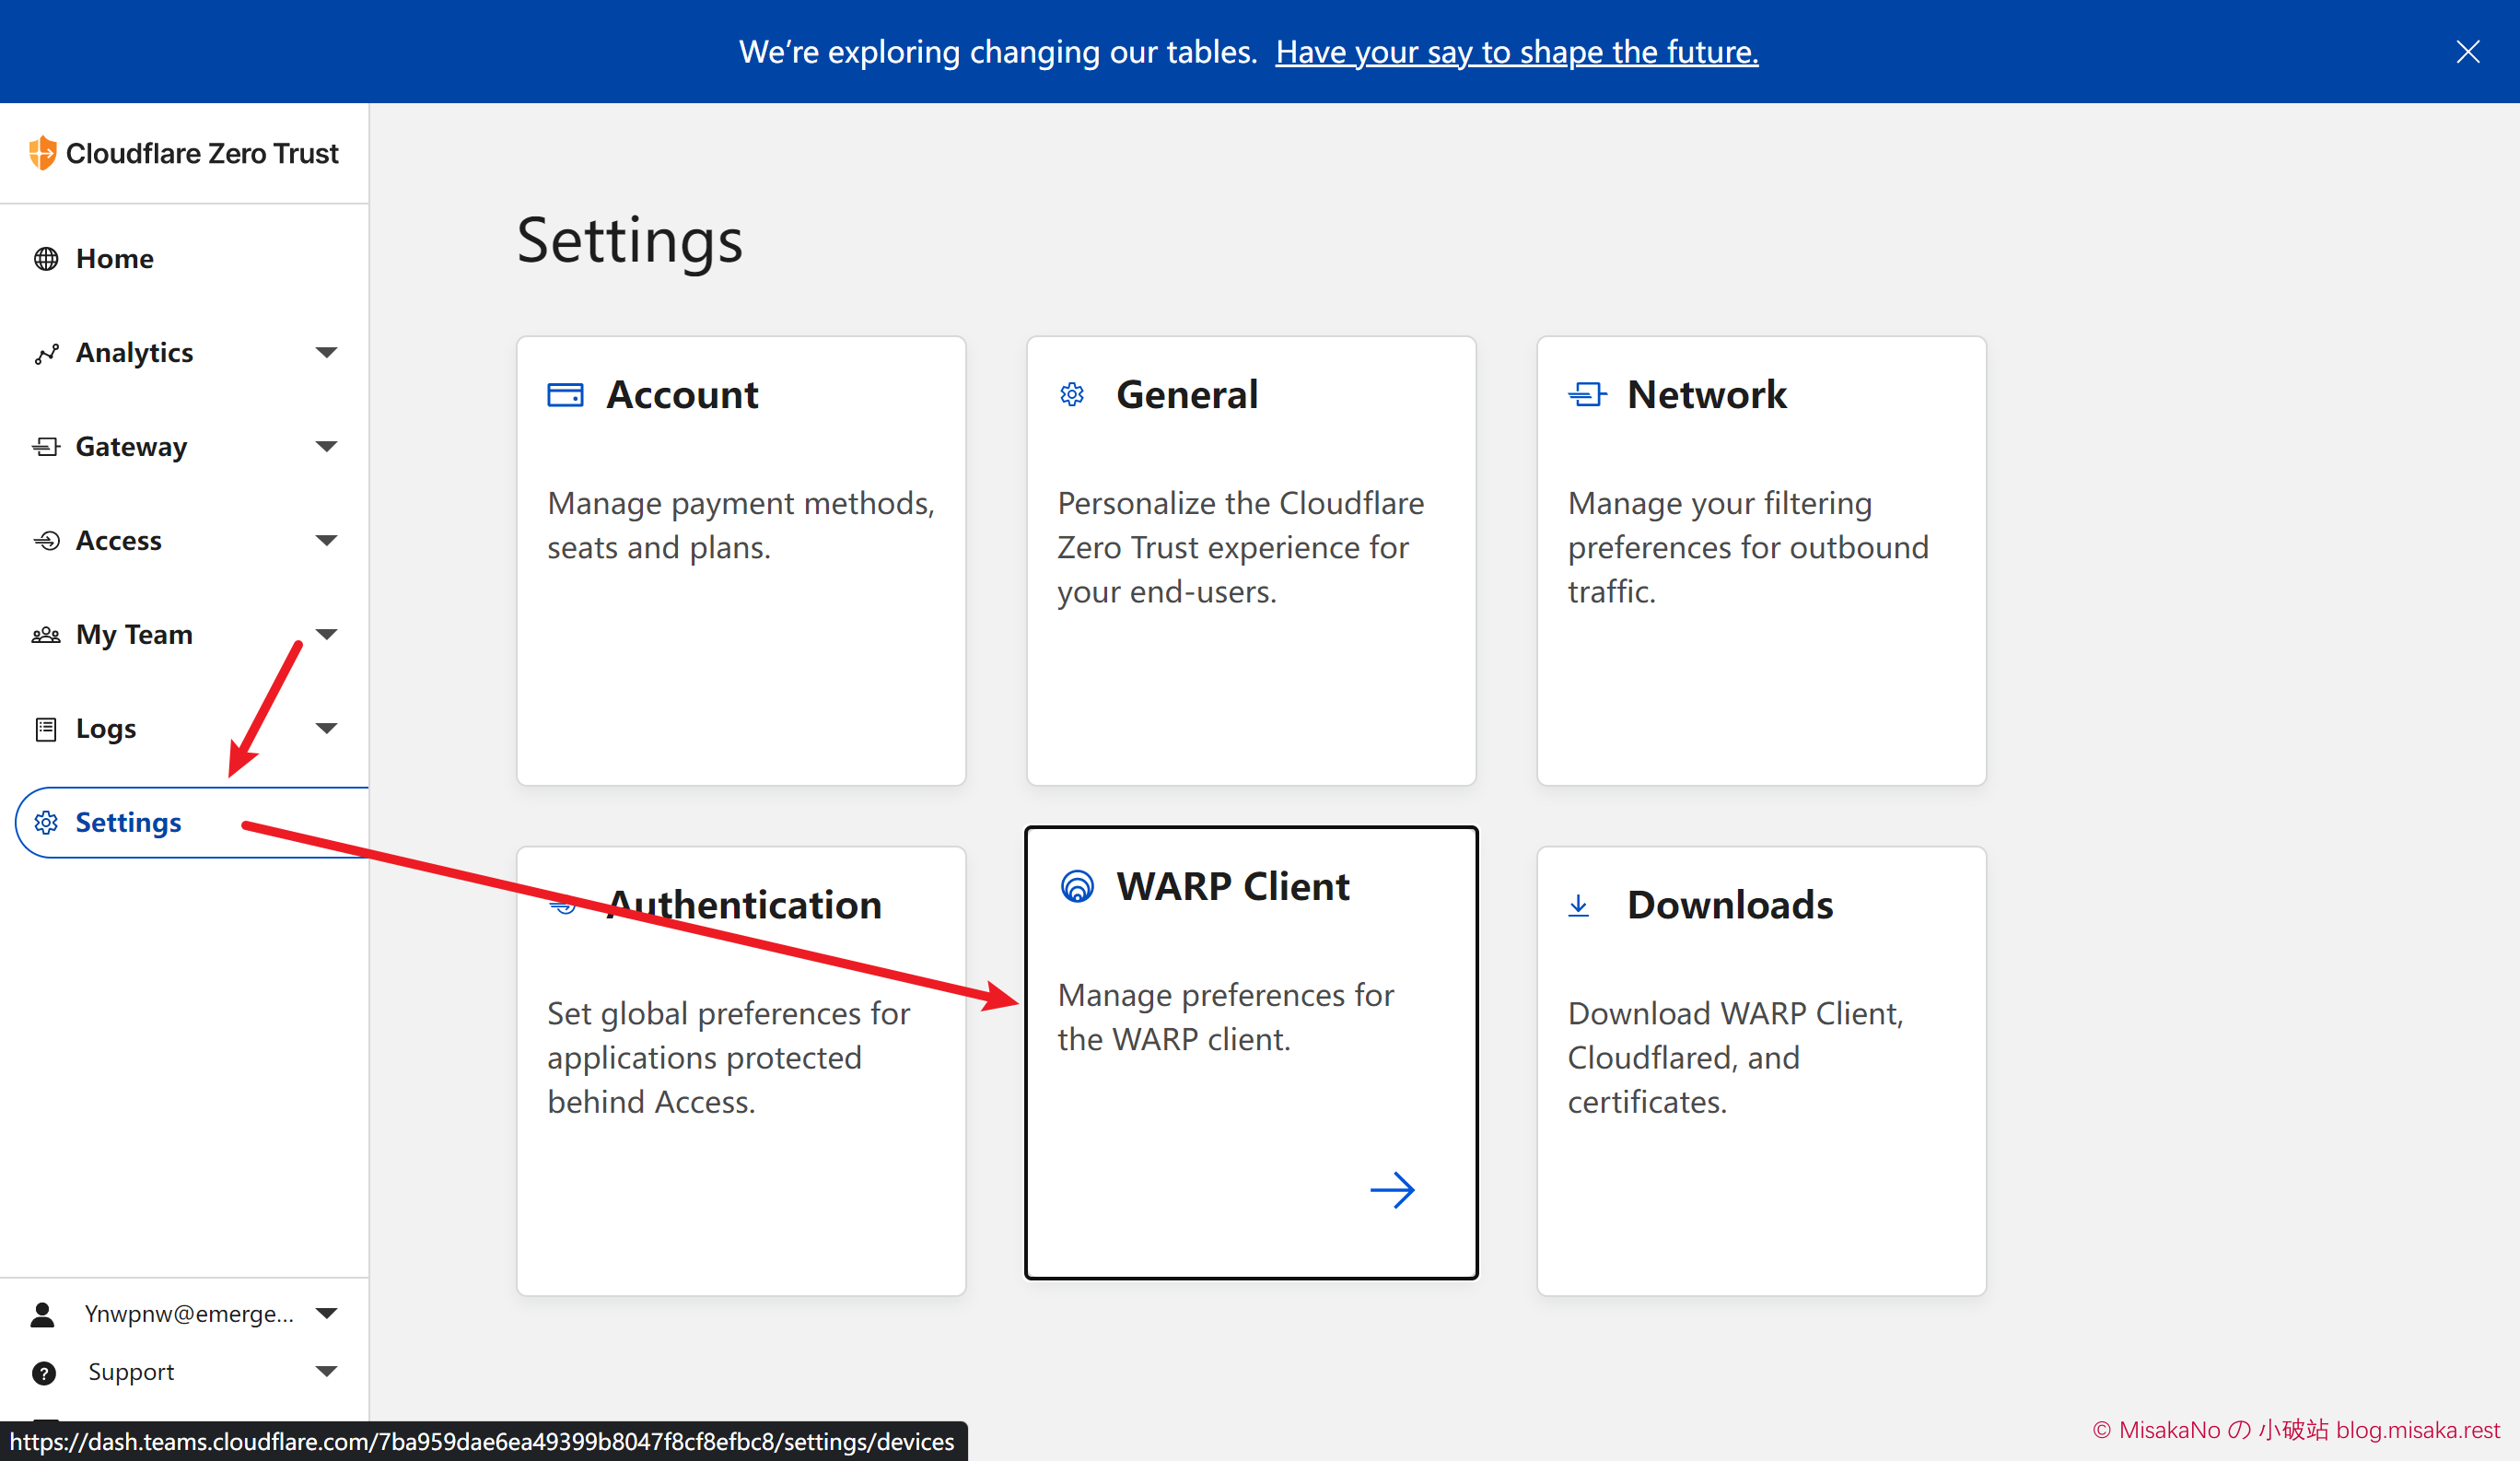 We’re exploring changing our tables. Have your say to shape the future.
Cloudflare Zero Trust
Home
Analytics
Gateway
Access
My Team
Logs
Settings
Ynwpnw@emerge...
Support
https://dash.teams.cloudflare.com/7ba959dae6ea49399b8047f8cf8efbc8/settings/devices
Settings
Account
Manage payment methods,
seats and plans.
General
Personalize the Cloudflare
Zero Trust experience for
your end-users.
Network
Manage your filtering
preferences for outbound
traffic.
Authentication
Set global preferences for
applications protected
behind Access.
WARP Client
Manage preferences for
the WARP client.
Downloads
Download WARP Client,
Cloudflared, and
certificates.
© MisakaNo の 小破站 blog.misaka.rest